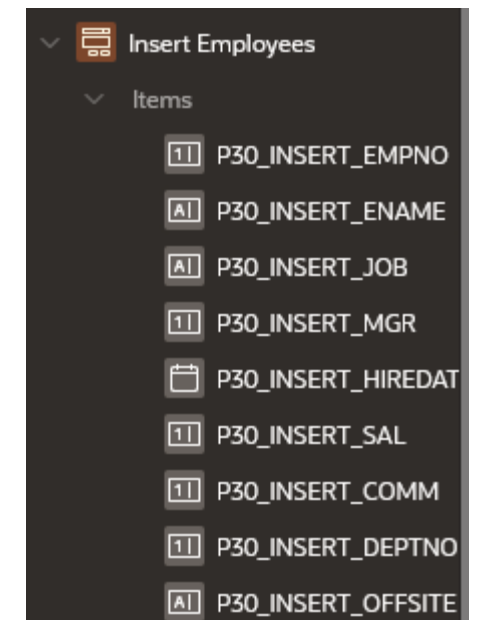 Insert Employees
Items
P30_INSERT_EMPNO
P30_INSERT_ENAME
P30_INSERT_JOB
P30_INSERT_MGR
P30_INSERT_HIREDAT
P30_INSERT_SAL
P30_INSERT_COMM
P30_INSERT_DEPTNO
P30_INSERT_OFFSITE